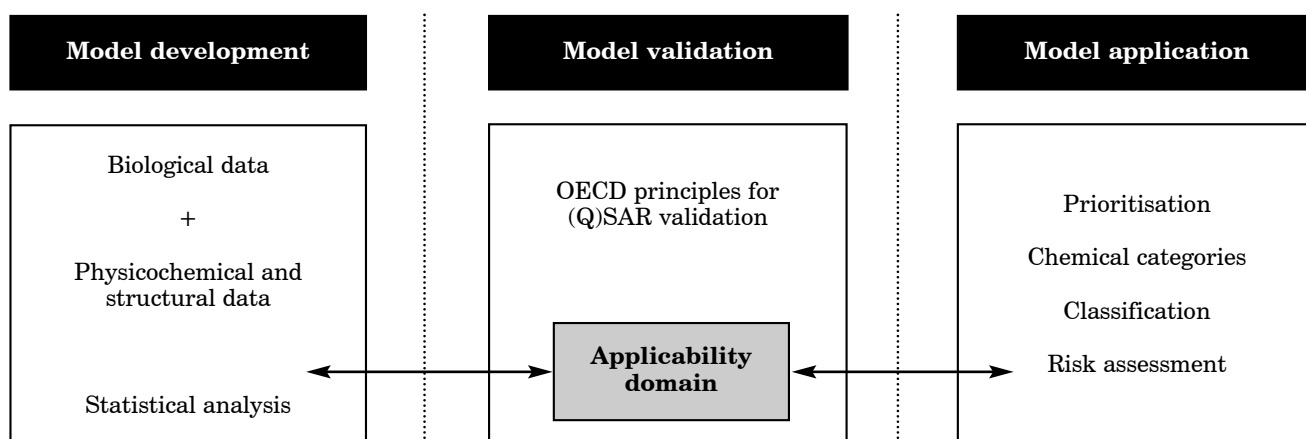 Model development
Model validation
Model application
Biological data
+
Physicochemical and
structural data
Statistical analysis
OECD principles for
(Q)SAR validation
Applicability
domain
Prioritisation
Chemical categories
Classification
Risk assessment